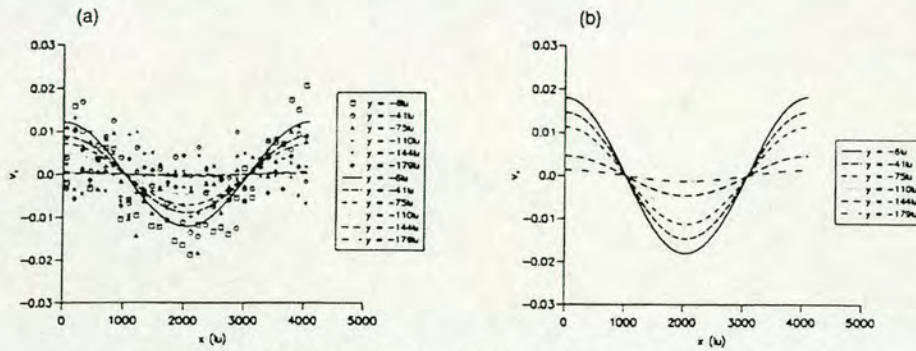 (a)
0.03
0.02
0.01
0.0
−0.01
−0.02
−0.03
0
1000
2000
3000
4000
5000
x (lu)
y = −41lu
y = −75lu
y = −110lu
y = −144lu
y = −179lu
y = −6lu
y = −41lu
y = −75lu
y = −110lu
y = −144lu
y = −179lu
(b)
0.03
0.02
0.01
0.0
−0.01
−0.02
−0.03
0
1000
2000
3000
4000
5000
x (lu)
y = −6lu
y = −41lu
y = −75lu
y = −110lu
y = −144lu
y = −179lu